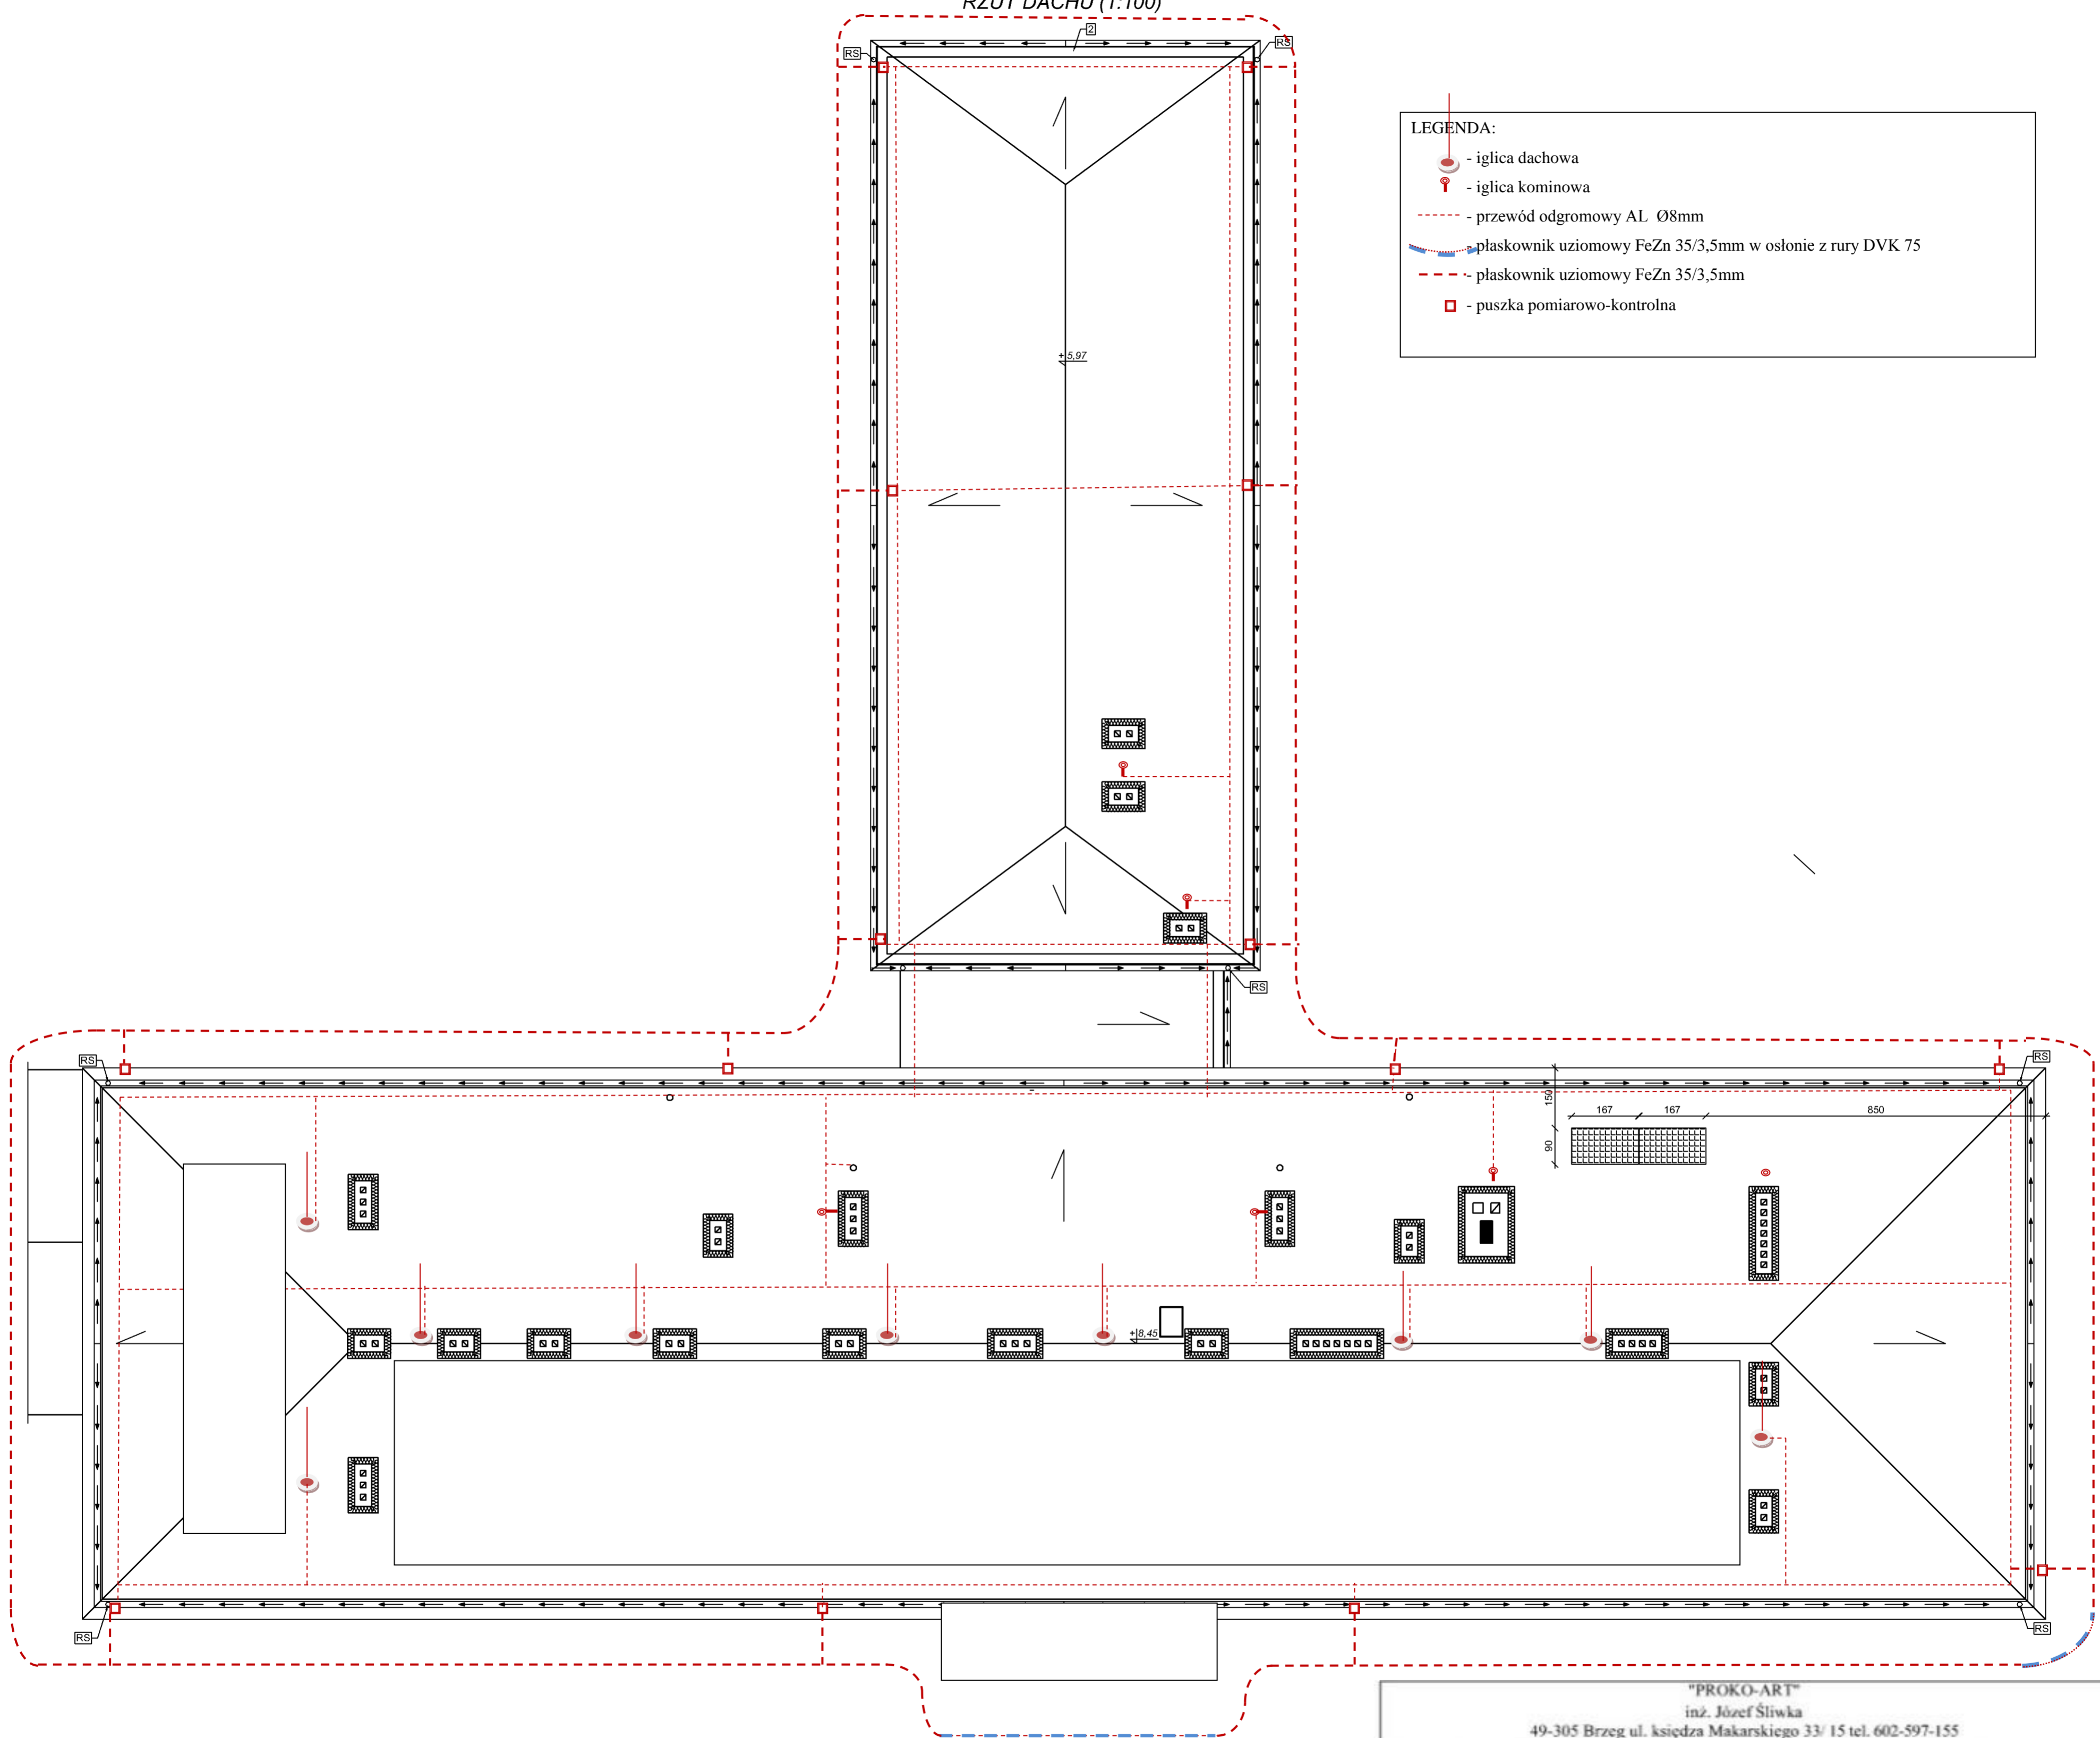 RZUT DACHU (1:100)
2
RS
RS
LEGENDA:
- iglica dachowa
- iglica kominowa
- przewód odgromowy AL Ø8mm
- płaskownik uziomowy FeZn 35/3,5mm w osłonie z rury DVK 75
- płaskownik uziomowy FeZn 35/3,5mm
- puszka pomiarowo-kontrolna
+5,97
RS
RS
RS
150
167
167
850
90
+8,45
RS
RS
"PROKO-ART"
inż. Józef Śliwka
49-305 Brzeg ul. księdza Makarskiego 33/ 15 tel. 602-597-155